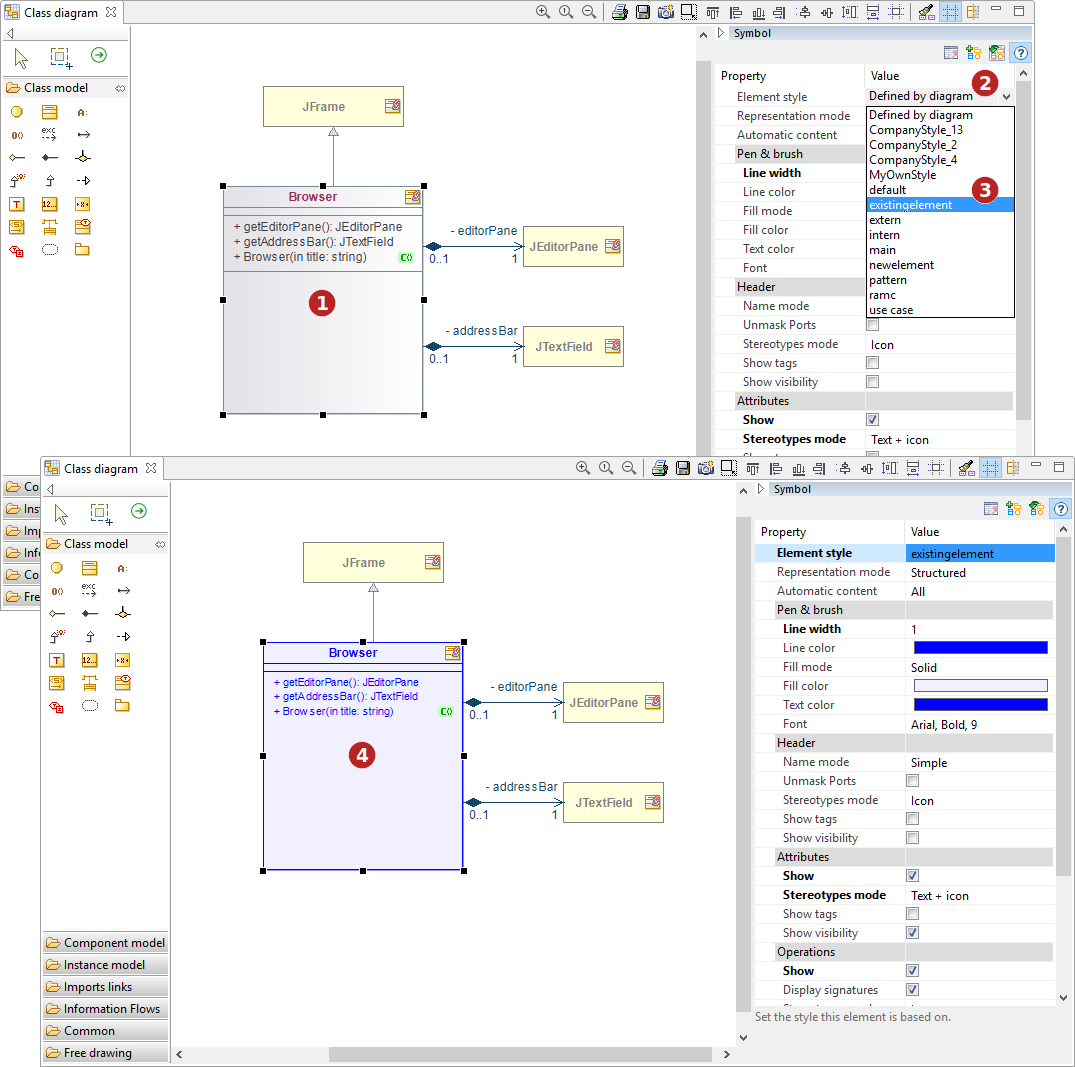 Class diagram
Symbol
Class model
Property Value
Element style Defined by diagram
2
Representation mode
Automatic content
Pen & brush
Line width
Line color
Fill mode
Fill color
Text color
Font
Header
Name mode
Unmask Ports
Stereotypes mode Icon
Show tags
Show visibility
Attributes
Show
Stereotypes mode Text + icon
Defined by diagram
CompanyStyle_13
CompanyStyle_2
CompanyStyle_4
MyOwnStyle
default
3
existingelement
extern
intern
main
newelement
pattern
ramc
use case
JFrame
Browser
+ getEditorPane(): JEditorPane
+ getAddressBar(): JTextField
+ Browser(in title: string)
1
- editorPane
0..1 1
JEditorPane
- addressBar
0..1 1
JTextField
Co
Ins
Imp
Info
Co
Fre
Class diagram
Symbol
Class model
JFrame
Browser
+ getEditorPane(): JEditorPane
+ getAddressBar(): JTextField
+ Browser(in title: string)
4
- editorPane
0..1 1
JEditorPane
- addressBar
0..1 1
JTextField
Property Value
Element style existingelement
Representation mode Structured
Automatic content All
Pen & brush
Line width 1
Line color
Fill mode Solid
Fill color
Text color
Font Arial, Bold, 9
Header
Name mode Simple
Unmask Ports
Stereotypes mode Icon
Show tags
Show visibility
Attributes
Show
Stereotypes mode Text + icon
Show tags
Show visibility
Operations
Show
Display signatures
Set the style this element is based on.
Component model
Instance model
Imports links
Information Flows
Common
Free drawing